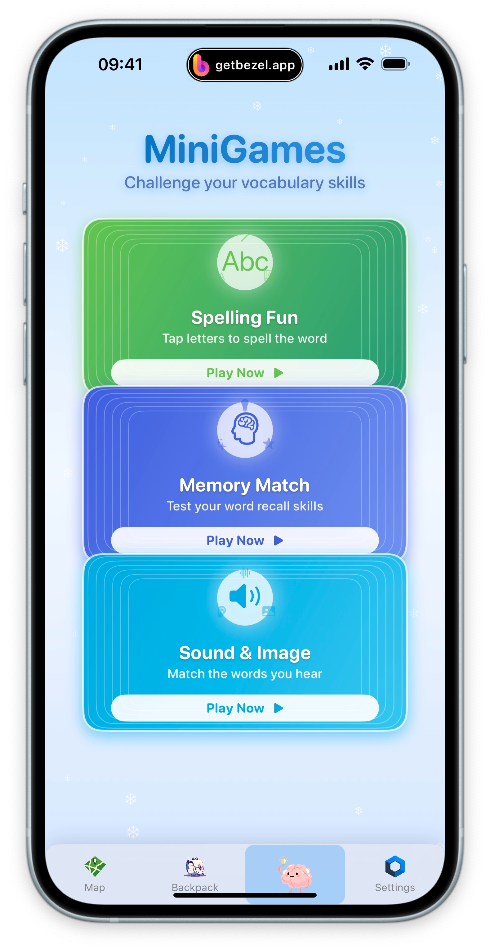 09:41
getbezel.app
MiniGames
Challenge your vocabulary skills
Abc
Spelling Fun
Tap letters to spell the word
Play Now
Memory Match
Test your word recall skills
Play Now
Sound & Image
Match the words you hear
Play Now
Map
Backpack
Settings